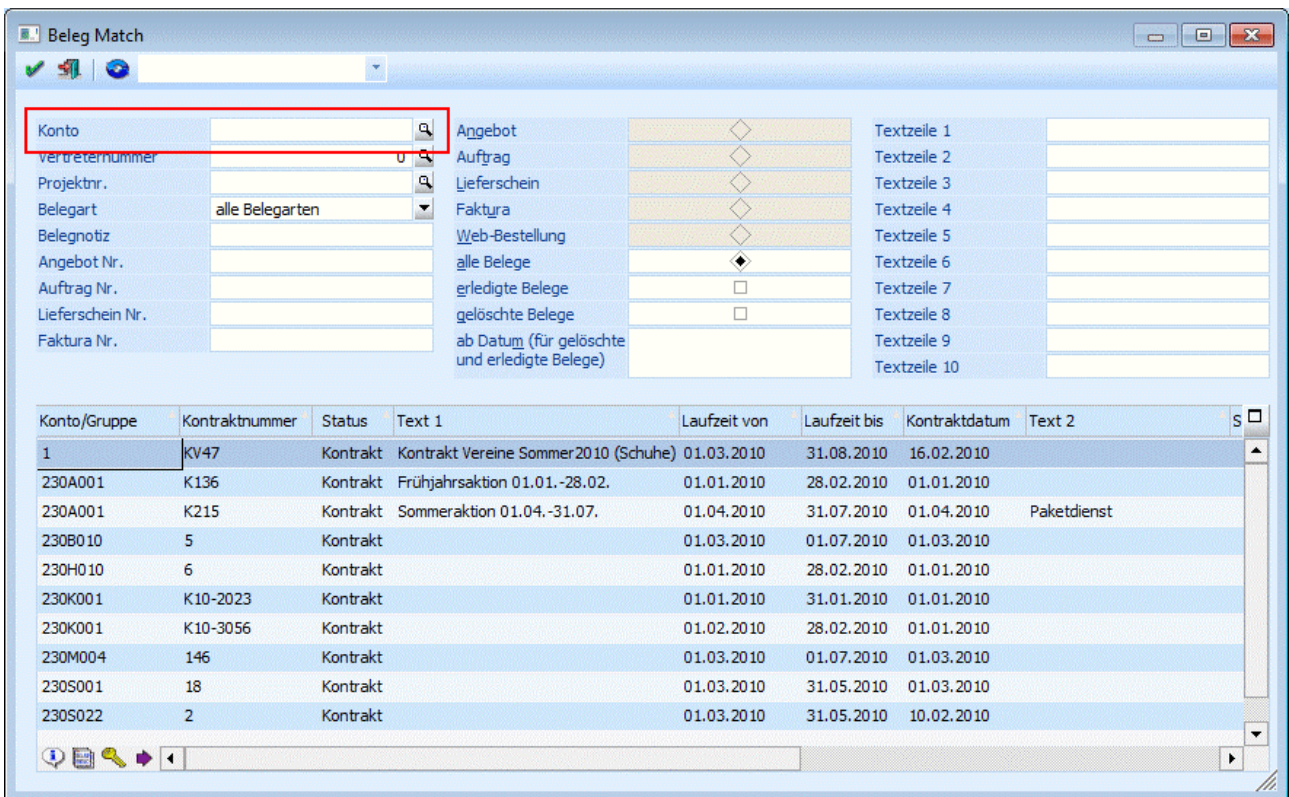 Beleg Match
Konto
Vertreternummer 0
Projektnr.
Belegart alle Belegarten
Belegnotiz
Angebot Nr.
Auftrag Nr.
Lieferschein Nr.
Faktura Nr.
Angebot
Auftrag
Lieferschein
Faktura
Web-Bestellung
alle Belege
erledigte Belege
gelöschte Belege
ab Datum (für gelöschte
und erledigte Belege)
Textzeile 1
Textzeile 2
Textzeile 3
Textzeile 4
Textzeile 5
Textzeile 6
Textzeile 7
Textzeile 8
Textzeile 9
Textzeile 10
Konto/Gruppe Kontraktnummer Status Text 1 Laufzeit von Laufzeit bis Kontraktdatum Text 2 S
1 KV47 Kontrakt Kontrakt Vereine Sommer2010 (Schuhe) 01.03.2010 31.08.2010 16.02.2010
230A001 K136 Kontrakt Frühjahrsaktion 01.01.-28.02. 01.01.2010 28.02.2010 01.01.2010
230A001 K215 Kontrakt Sommeraktion 01.04.-31.07. 01.04.2010 31.07.2010 01.04.2010 Paketdienst
230B010 5 Kontrakt 01.03.2010 01.07.2010 01.03.2010
230H010 6 Kontrakt 01.01.2010 28.02.2010 01.01.2010
230K001 K10-2023 Kontrakt 01.01.2010 31.01.2010 01.01.2010
230K001 K10-3056 Kontrakt 01.02.2010 28.02.2010 01.01.2010
230M004 146 Kontrakt 01.03.2010 01.07.2010 01.03.2010
230S001 18 Kontrakt 01.03.2010 31.05.2010 01.03.2010
230S022 2 Kontrakt 01.03.2010 31.05.2010 10.02.2010